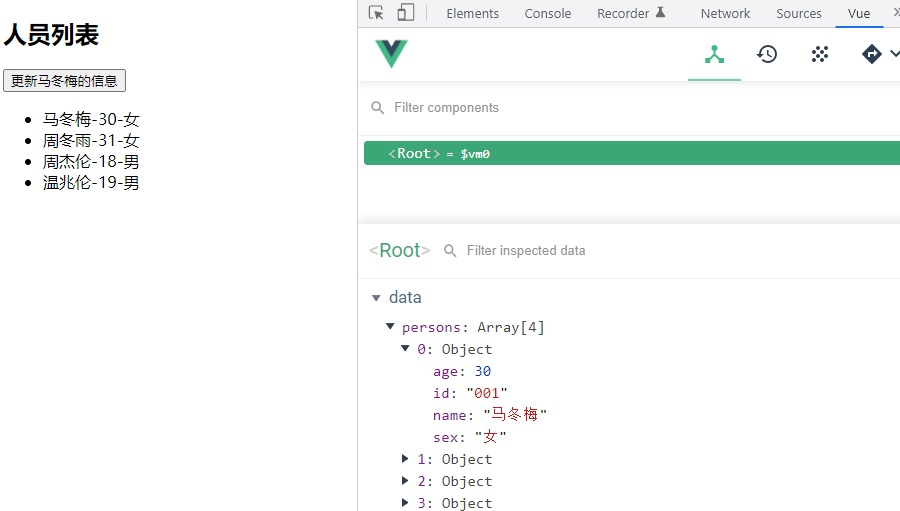 人员列表
更新马冬梅的信息
马冬梅-30-女
周冬雨-31-女
周杰伦-18-男
温兆伦-19-男
Elements Console Recorder Network Sources Vue
Filter components
<Root> = $vm0
<Root> Filter inspected data
data
persons: Array[4]
0: Object
age: 30
id: "001"
name: "马冬梅"
sex: "女"
1: Object
2: Object
3: Object